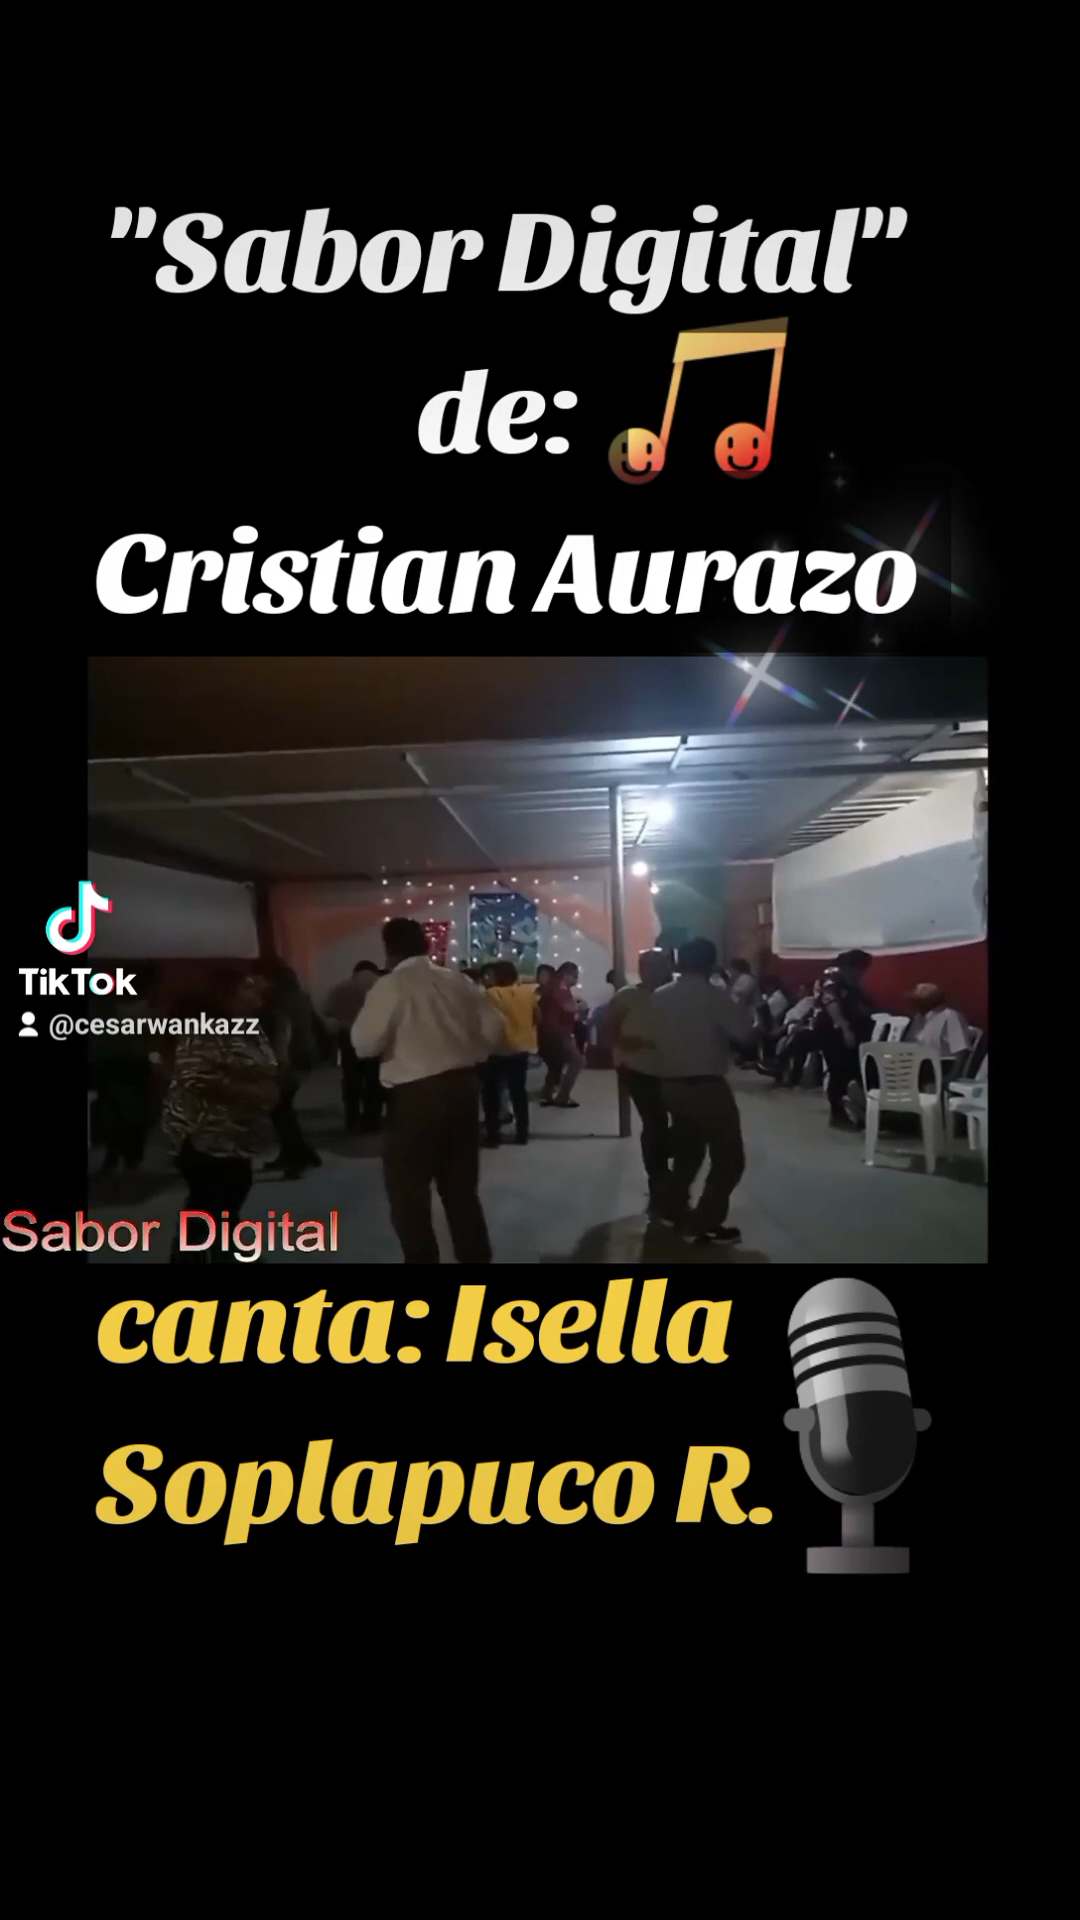 "Sabor Digital"
de:
Cristian Aurazo
TikTok
@cesarwankazz
Sabor Digital
canta: Isella
Soplapuco R.